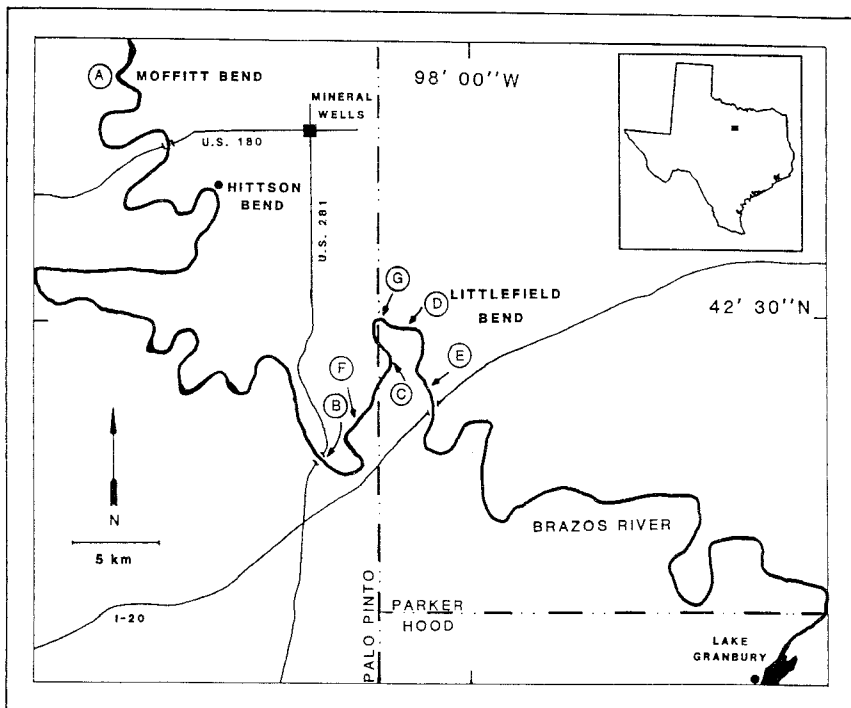 A
MOFFITT BEND
98' 00''W
MINERAL
WELLS
U.S. 180
HITTSON
BEND
U.S. 281
G
D
LITTLEFIELD
BEND
42' 30''N
E
F
C
B
N
5 km
BRAZOS RIVER
I-20
PALO PINTO
PARKER
HOOD
LAKE
GRANBURY